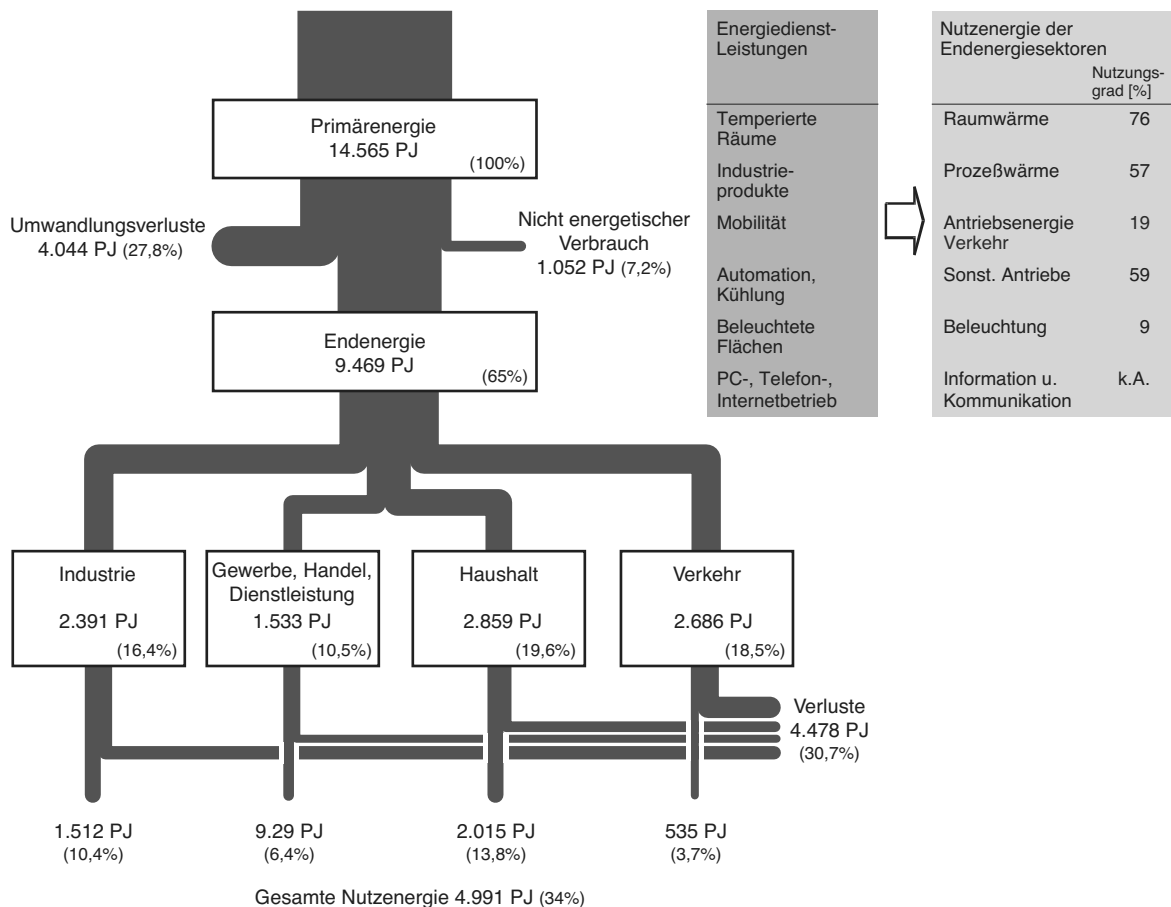 Primärenergie
14.565 PJ
(100%)
Umwandlungsverluste
4.044 PJ (27,8%)
Nicht energetischer
Verbrauch
1.052 PJ (7,2%)
Endenergie
9.469 PJ
(65%)
Industrie
2.391 PJ
(16,4%)
Gewerbe, Handel,
Dienstleistung
1.533 PJ
(10,5%)
Haushalt
2.859 PJ
(19,6%)
Verkehr
2.686 PJ
(18,5%)
Verluste
4.478 PJ
(30,7%)
1.512 PJ
(10,4%)
9.29 PJ
(6,4%)
2.015 PJ
(13,8%)
535 PJ
(3,7%)
Gesamte Nutzenergie 4.991 PJ (34%)
Energiedienst-
Leistungen
Temperierte
Räume
Industrie-
produkte
Mobilität
Automation,
Kühlung
Beleuchtete
Flächen
PC-, Telefon-,
Internetbetrieb
Nutzenergie der
Endenergiesektoren
Nutzungs-
grad [%]
Raumwärme 76
Prozeßwärme 57
Antriebsenergie 19
Verkehr
Sonst. Antriebe 59
Beleuchtung 9
Information u. k.A.
Kommunikation